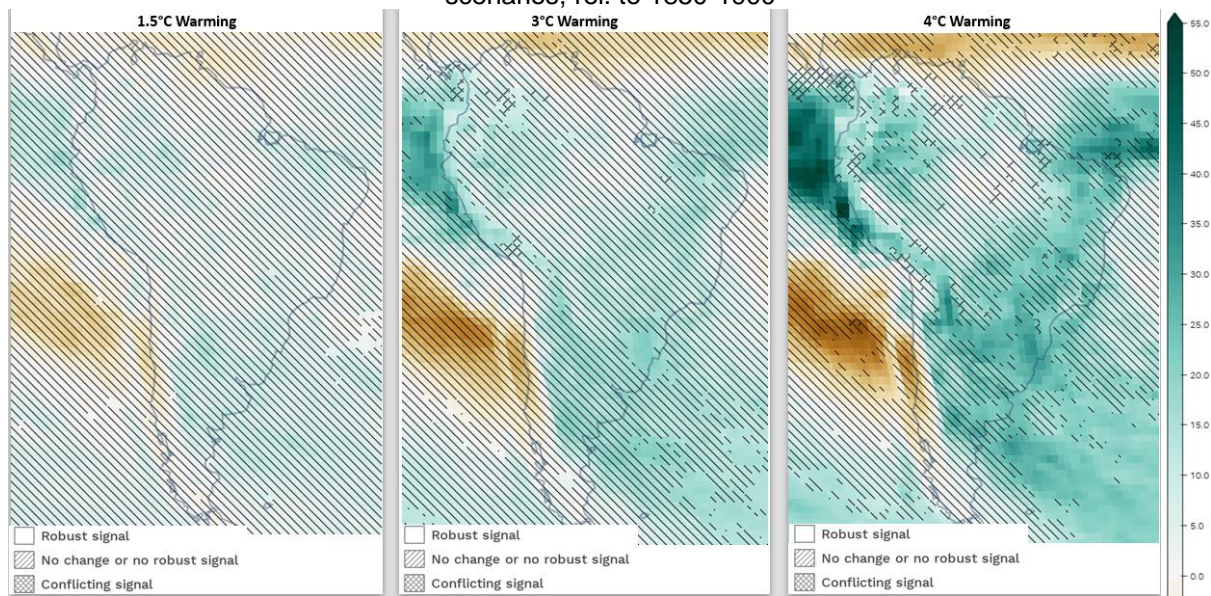 1.5°C Warming
3°C Warming
4°C Warming
55.0
50.0
45.0
40.0
35.0
30.0
25.0
20.0
15.0
10.0
5.0
0.0
Robust signal
No change or no robust signal
Conflicting signal
Robust signal
No change or no robust signal
Conflicting signal
Robust signal
No change or no robust signal
Conflicting signal